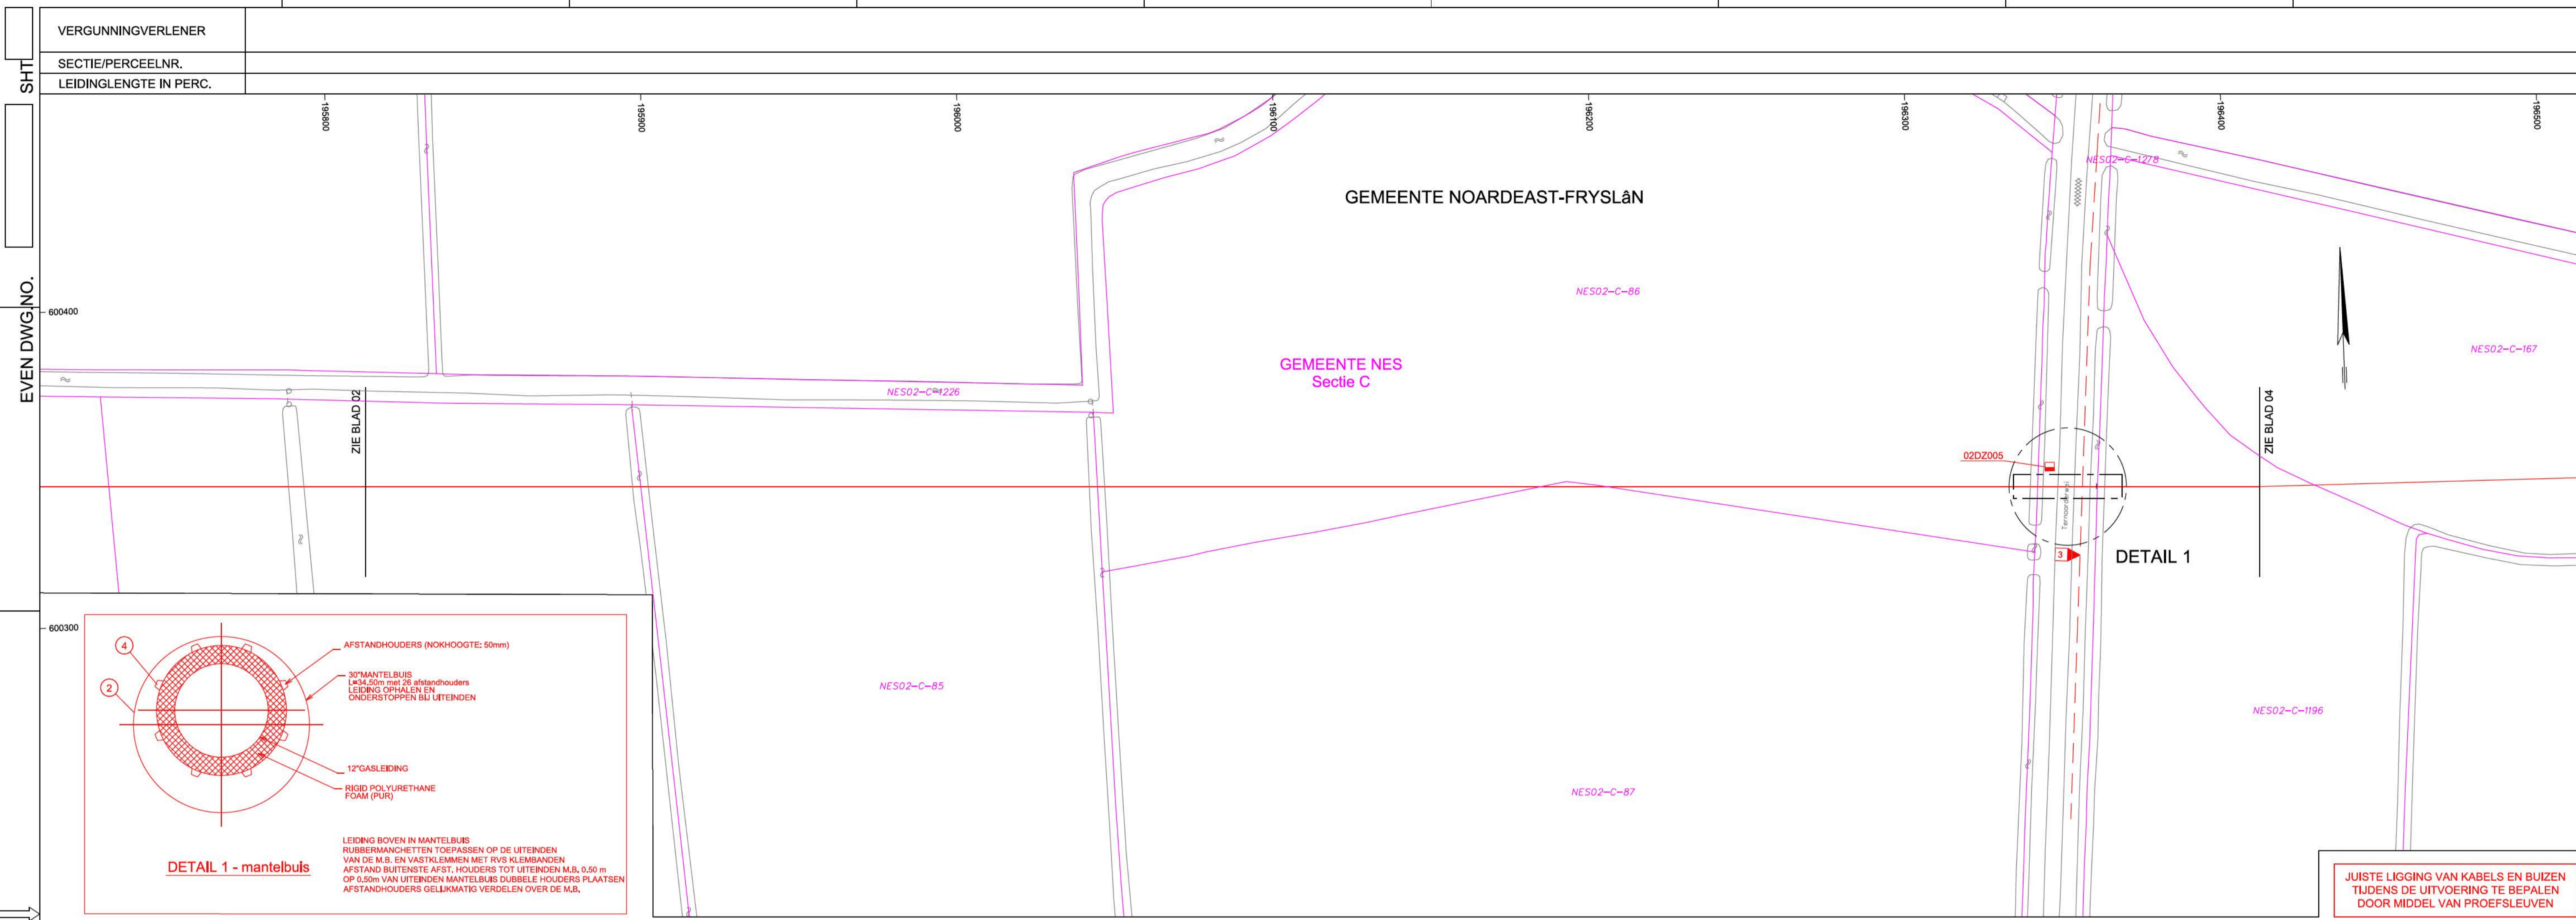 VERGUNNINGVERLENER
SECTIE/PERCEELNR.
LEIDINGLENGTE IN PERC.
SHT
EVEN DWG.NO.
195800
195900
196000
196100
196200
196300
196400
196500
600400
600300
GEMEENTE NOARDEAST-FRYSLâN
NES02-C-1278
NES02-C-86
NES02-C-167
GEMEENTE NES
Sectie C
NES02-C-1226
ZIE BLAD 02
ZIE BLAD 04
02DZ005
Ternaarderwei
3
DETAIL 1
NES02-C-85
NES02-C-87
NES02-C-1196
4
2
AFSTANDHOUDERS (NOKHOOGTE: 50mm)
30"MANTELBUIS
L=34,50m met 26 afstandhouders
LEIDING OPHALEN EN
ONDERSTOPPEN BIJ UITEINDEN
12"GASLEIDING
RIGID POLYURETHANE
FOAM (PUR)
DETAIL 1 - mantelbuis
LEIDING BOVEN IN MANTELBUIS
RUBBERMANCHETTEN TOEPASSEN OP DE UITEINDEN
VAN DE M.B. EN VASTKLEMMEN MET RVS KLEMBANDEN
AFSTAND BUITENSTE AFST. HOUDERS TOT UITEINDEN M.B. 0,50 m
OP 0.50m VAN UITEINDEN MANTELBUIS DUBBELE HOUDERS PLAATSEN
AFSTANDHOUDERS GELIJKMATIG VERDELEN OVER DE M.B.
JUISTE LIGGING VAN KABELS EN BUIZEN
TIJDENS DE UITVOERING TE BEPALEN
DOOR MIDDEL VAN PROEFSLEUVEN